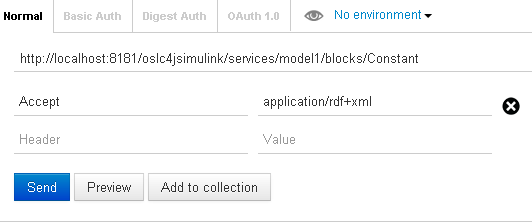 Normal Basic Auth Digest Auth OAuth 1.0 No environment
http://localhost:8181/oslc4jsimulink/services/model1/blocks/Constant
Accept application/rdf+xml
Header Value
Send Preview Add to collection